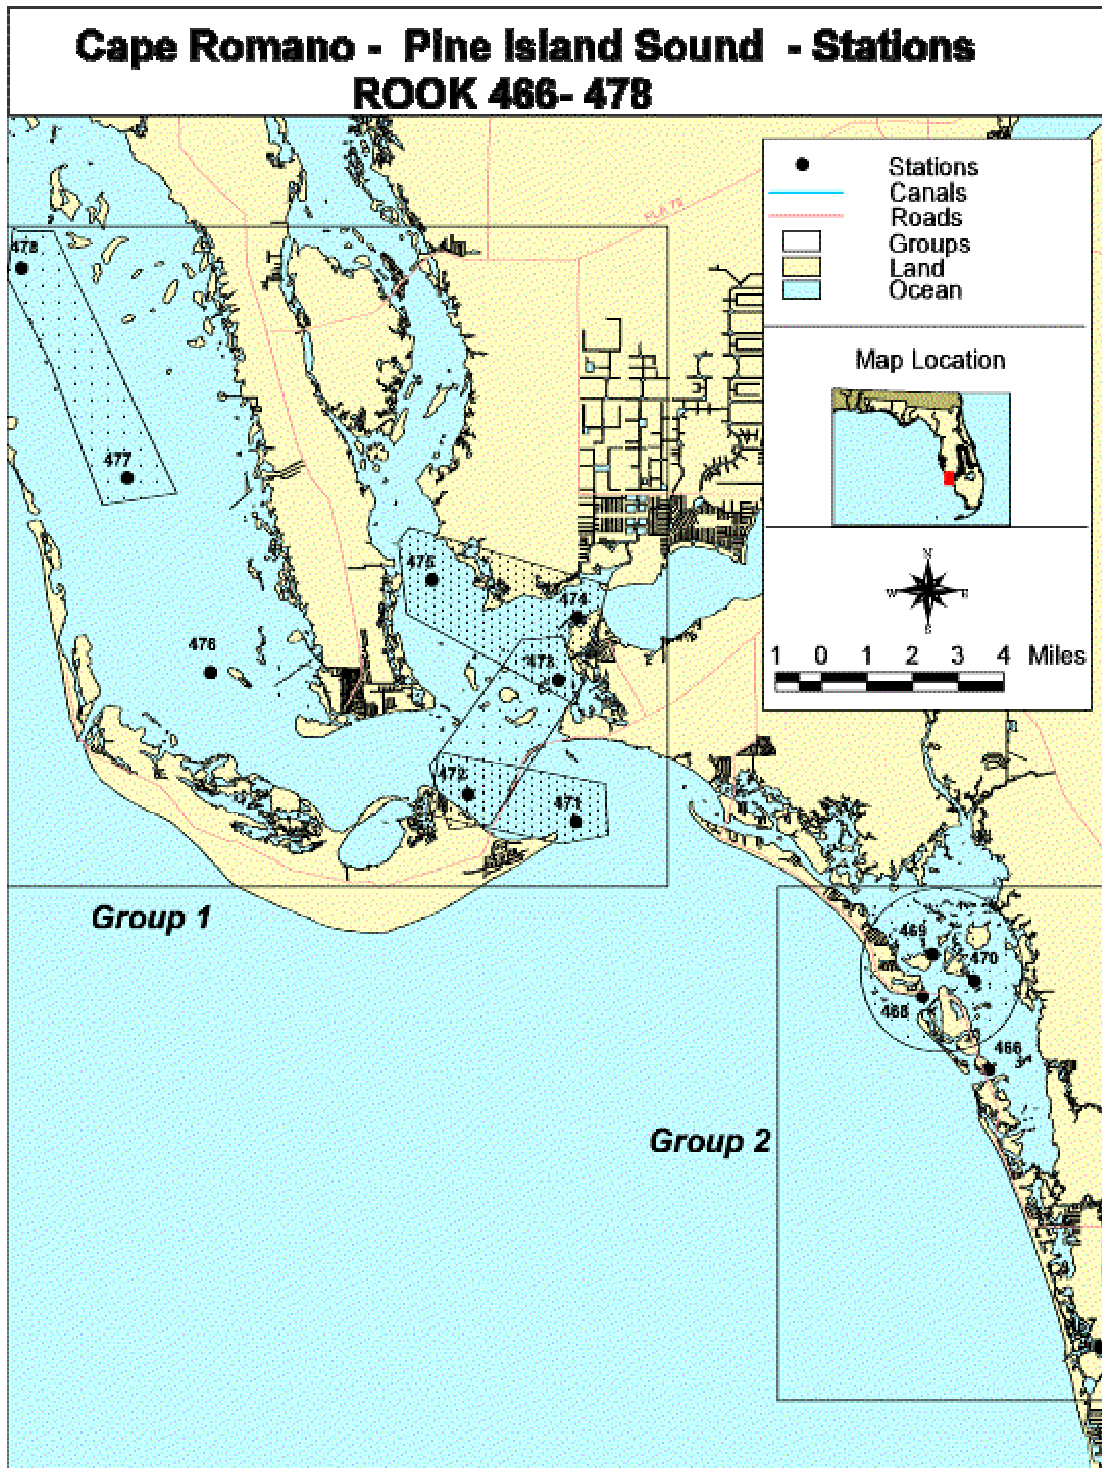 Cape Romano - Pine Island Sound - Stations
ROOK 466- 478
Stations
Canals
Roads
Groups
Land
Ocean
FLA 78
Map Location
N
W E
S
1 0 1 2 3 4 Miles
478
477
475
474
476
473
472
471
Group 1
469
470
468
466
Group 2